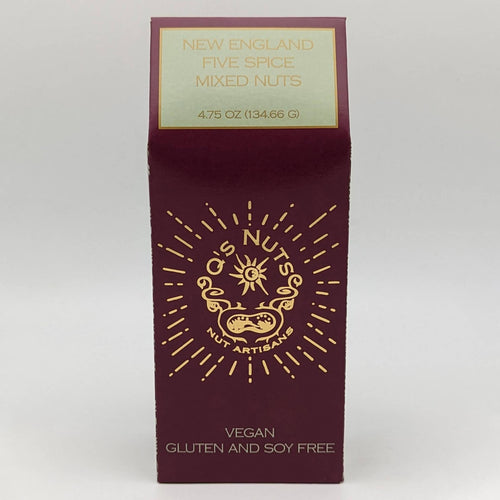 NEW ENGLAND
FIVE SPICE
MIXED NUTS
4.75 OZ (134.66 G)
Q'S NUTS
NUT ARTISANS
VEGAN
GLUTEN AND SOY FREE